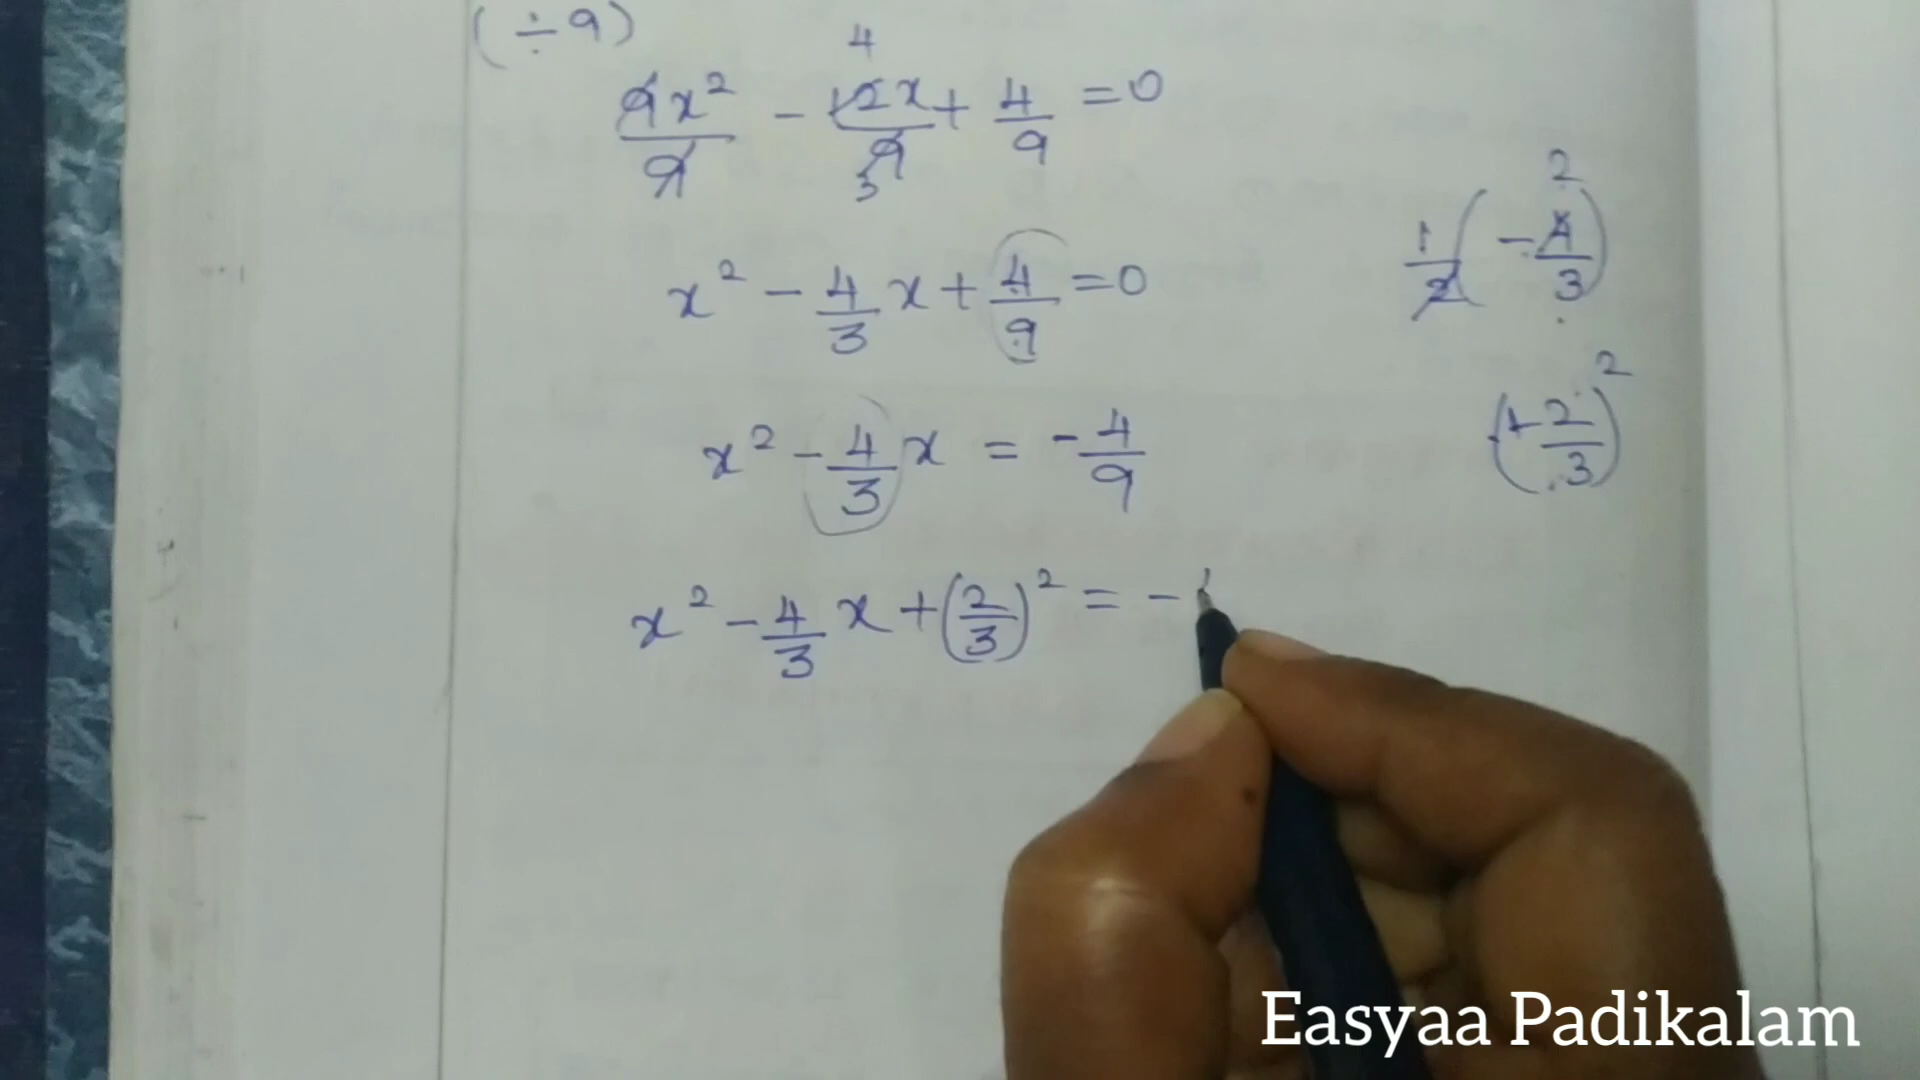 (÷9)
9x²/9 - 12x/9 + 4/9 = 0
4
3
x² - 4/3 x + 4/9 = 0
1/2 ( - 4/3 )
2
x² - 4/3 x = - 4/9
( + 2/3 )²
x² - 4/3 x + (2/3)² = -
Easyaa Padikalam